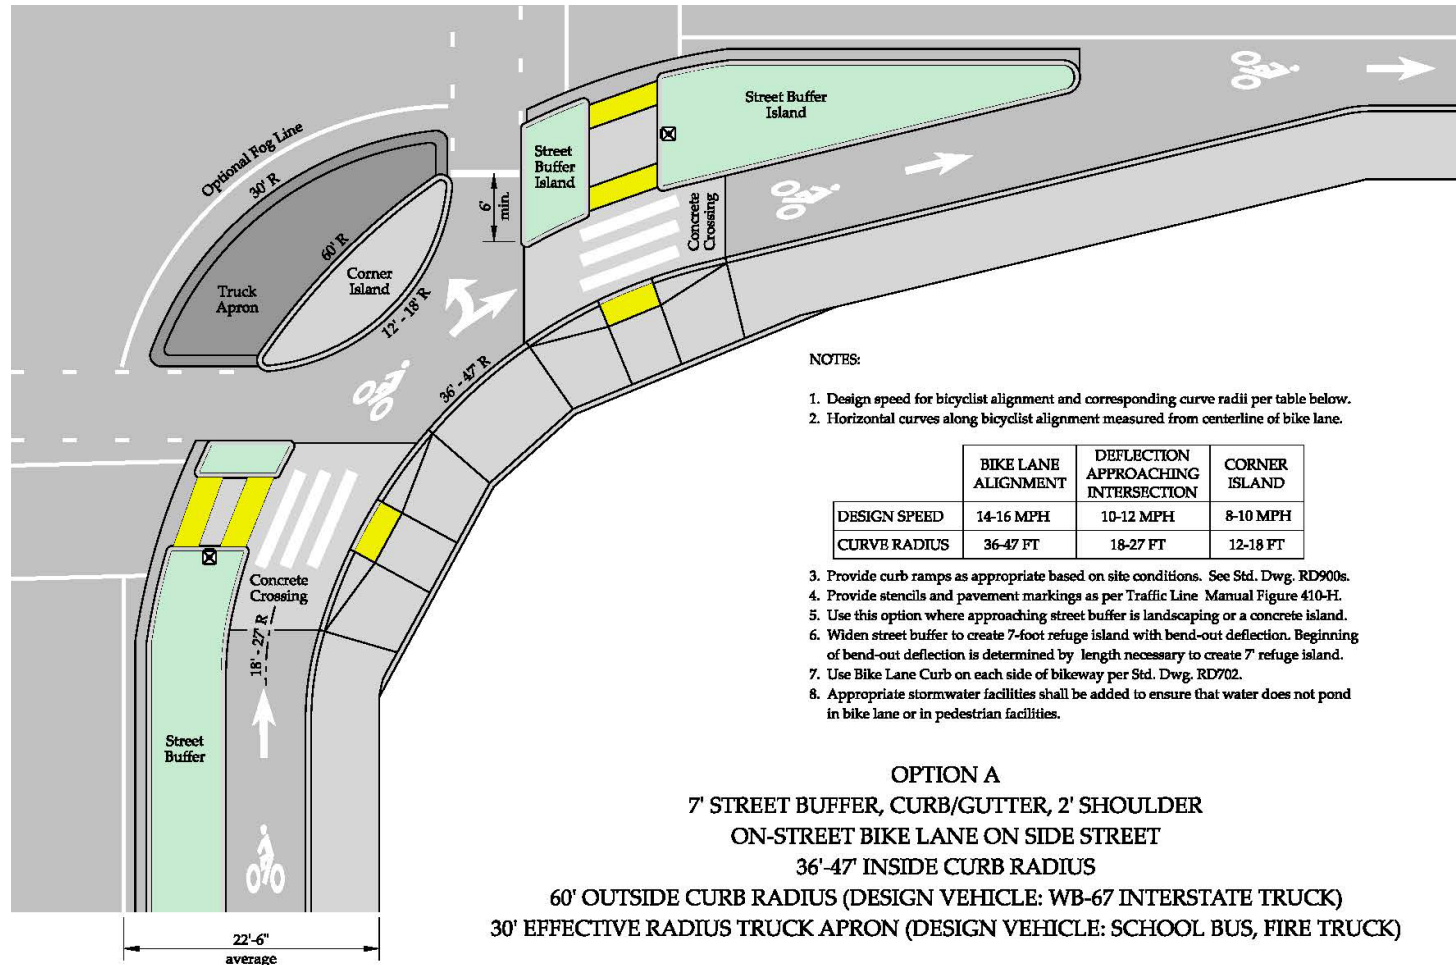 Optional Fog Line
30' R
60' R
Truck
Apron
Corner
Island
12' - 18' R
36' - 47' R
6'
min.
Street
Buffer
Island
Street Buffer
Island
Concrete
Crossing
Concrete
Crossing
18' - 27' R
Street
Buffer
22'-6"
average
NOTES:
1. Design speed for bicyclist alignment and corresponding curve radii per table below.
2. Horizontal curves along bicyclist alignment measured from centerline of bike lane.
BIKE LANE ALIGNMENT DEFLECTION APPROACHING INTERSECTION CORNER ISLAND
DESIGN SPEED 14-16 MPH 10-12 MPH 8-10 MPH
CURVE RADIUS 36-47 FT 18-27 FT 12-18 FT
3. Provide curb ramps as appropriate based on site conditions. See Std. Dwg. RD900s.
4. Provide stencils and pavement markings as per Traffic Line Manual Figure 410-H.
5. Use this option where approaching street buffer is landscaping or a concrete island.
6. Widen street buffer to create 7-foot refuge island with bend-out deflection. Beginning
of bend-out deflection is determined by length necessary to create 7' refuge island.
7. Use Bike Lane Curb on each side of bikeway per Std. Dwg. RD702.
8. Appropriate stormwater facilities shall be added to ensure that water does not pond
in bike lane or in pedestrian facilities.
OPTION A
7' STREET BUFFER, CURB/GUTTER, 2' SHOULDER
ON-STREET BIKE LANE ON SIDE STREET
36'-47' INSIDE CURB RADIUS
60' OUTSIDE CURB RADIUS (DESIGN VEHICLE: WB-67 INTERSTATE TRUCK)
30' EFFECTIVE RADIUS TRUCK APRON (DESIGN VEHICLE: SCHOOL BUS, FIRE TRUCK)